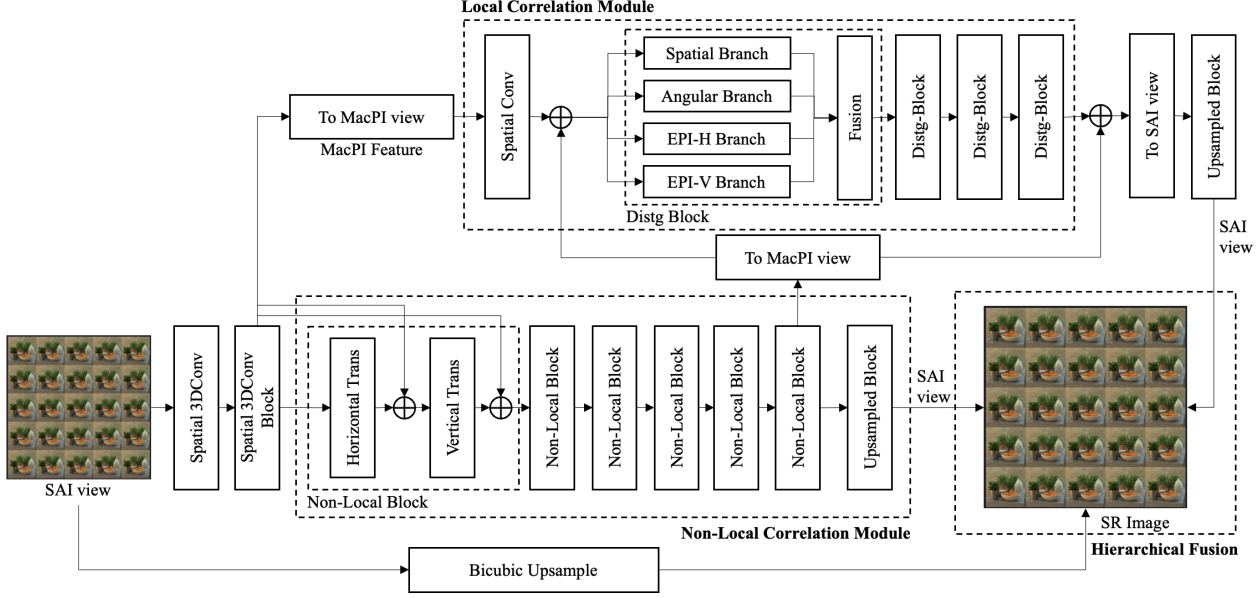 Local Correlation Module
Spatial Conv
Spatial Branch
Angular Branch
EPI-H Branch
EPI-V Branch
Fusion
Distg Block
Distg-Block
Distg-Block
Distg-Block
To SAI view
Upsampled Block
To MacPI view
MacPI Feature
SAI
view
To MacPI view
SAI view
Spatial 3DConv
Spatial 3DConv
Block
Horizontal Trans
Vertical Trans
Non-Local Block
Non-Local Block
Non-Local Block
Non-Local Block
Non-Local Block
Non-Local Block
Upsampled Block
SAI
view
Non-Local Correlation Module
SR Image
Hierarchical Fusion
Bicubic Upsample